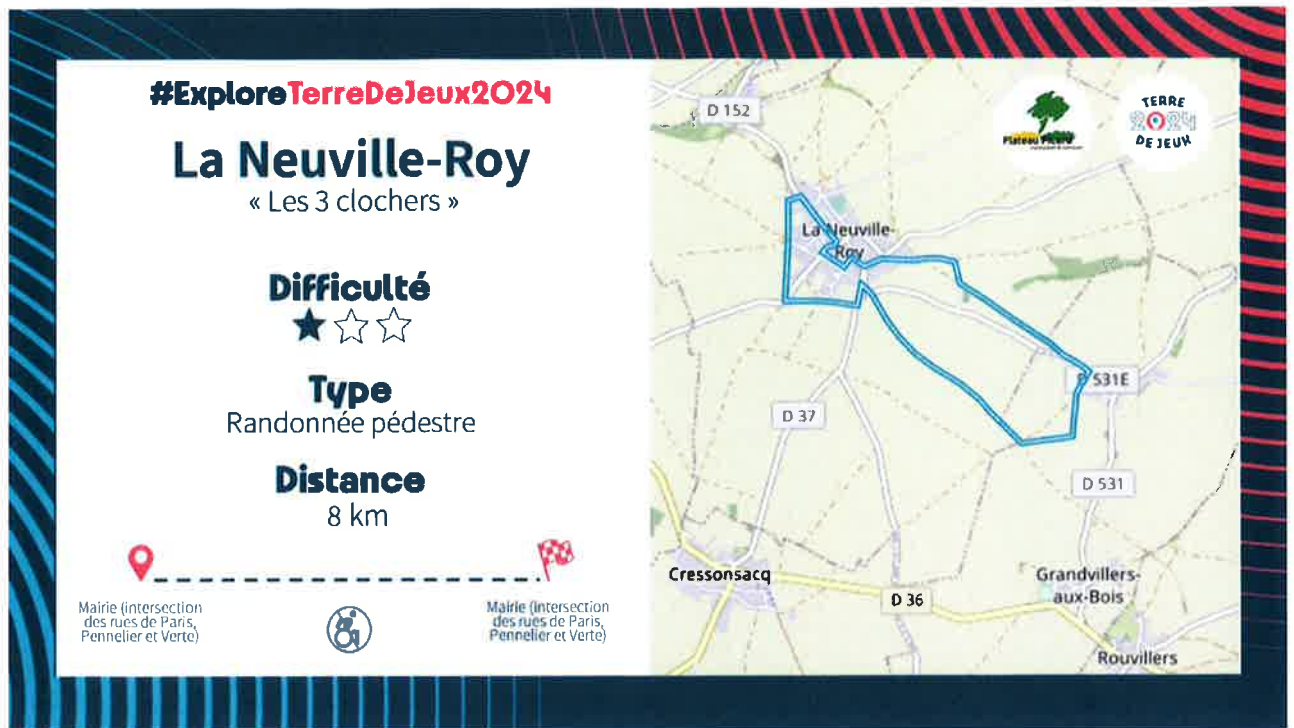 #ExploreTerreDeJeux2024
La Neuville-Roy
« Les 3 clochers »
Difficulté
Type
Randonnée pédestre
Distance
8 km
Mairie (intersection
des rues de Paris,
Pennelier et Verte)
Mairie (intersection
des rues de Paris,
Pennelier et Verte)
D 152
Plateau Picard
TERRE
2024
DE JEUX
La Neuville-
Roy
D 531E
D 37
D 531
Cressonsacq
D 36
Grandvillers-
aux-Bois
Rouvillers